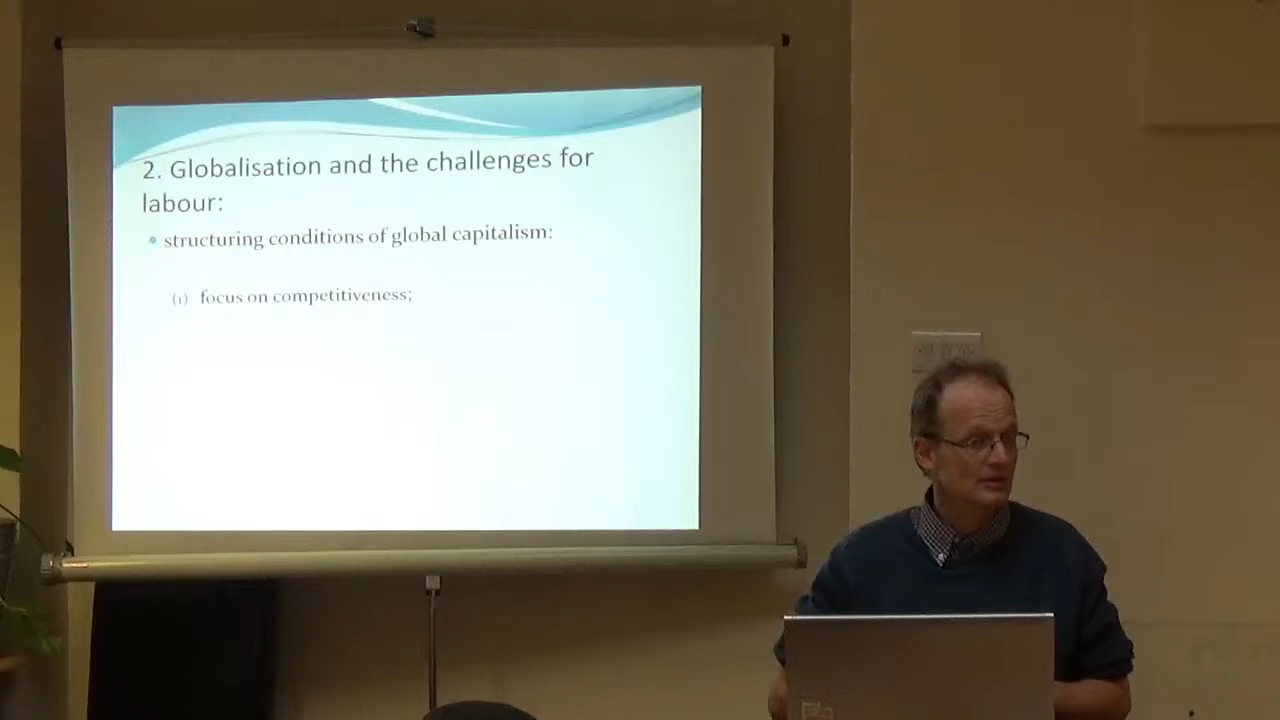 2. Globalisation and the challenges for
labour:
• structuring conditions of global capitalism:
(1) focus on competitiveness;